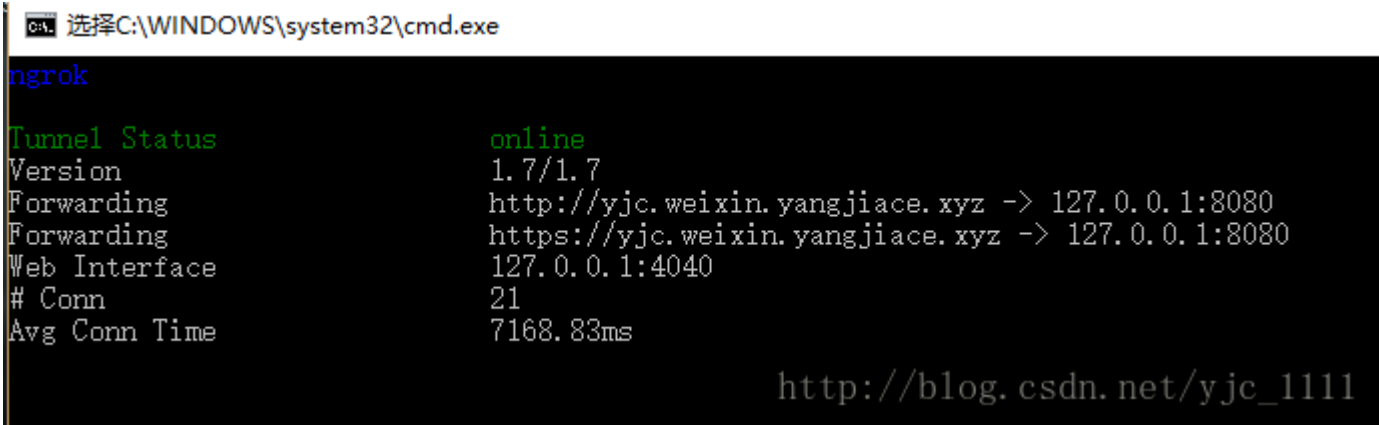 选择C:\WINDOWS\system32\cmd.exe
ngrok
Tunnel Status online
Version 1.7/1.7
Forwarding http://yjc.weixin.yangjiace.xyz -> 127.0.0.1:8080
Forwarding https://yjc.weixin.yangjiace.xyz -> 127.0.0.1:8080
Web Interface 127.0.0.1:4040
# Conn 21
Avg Conn Time 7168.83ms
http://blog.csdn.net/yjc_1111